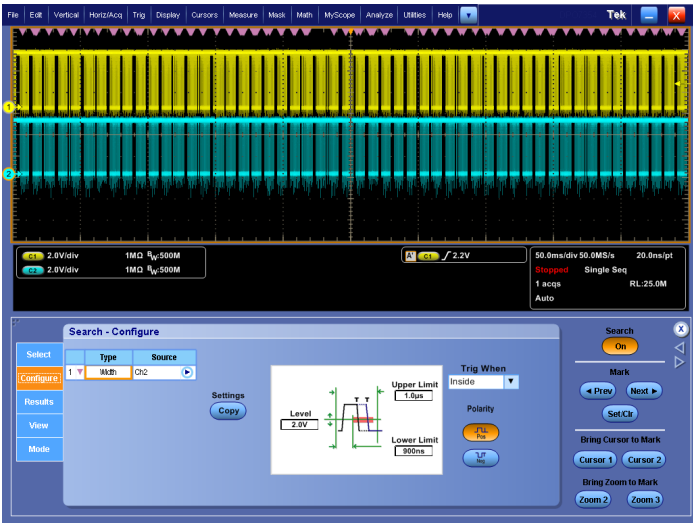 File Edit Vertical Horiz/Acq Trig Display Cursors Measure Mask Math MyScope Analyze Utilities Help Tek X
1
2
C1 2.0V/div 1MΩ BW:500M
C2 2.0V/div 1MΩ BW:500M
A' C1 2.2V
50.0ms/div 50.0MS/s 20.0ns/pt
Stopped Single Seq
1 acqs RL:25.0M
Auto
Search - Configure
Select
Configure
Results
View
Mode
Type Source
1 Width Ch2
Settings
Copy
Level
2.0V
T T
Upper Limit
1.0µs
Lower Limit
900ns
Trig When
Inside
Polarity
Pos
Neg
Search
On
X
Mark
Prev Next
Set/Clr
Bring Cursor to Mark
Cursor 1 Cursor 2
Bring Zoom to Mark
Zoom 2 Zoom 3